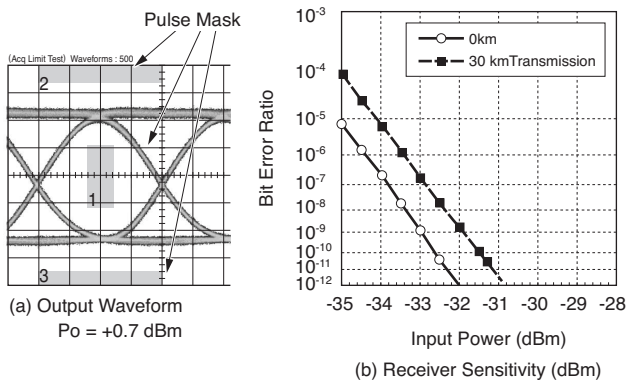 Pulse Mask
(Acq Limit Test) Waveforms : 500
2
1
3
(a) Output Waveform
Po = +0.7 dBm
0km
30 kmTransmission
Bit Error Ratio
10-3
10-4
10-5
10-6
10-7
10-8
10-9
10-10
10-11
10-12
-35 -34 -33 -32 -31 -30 -29 -28
Input Power (dBm)
(b) Receiver Sensitivity (dBm)